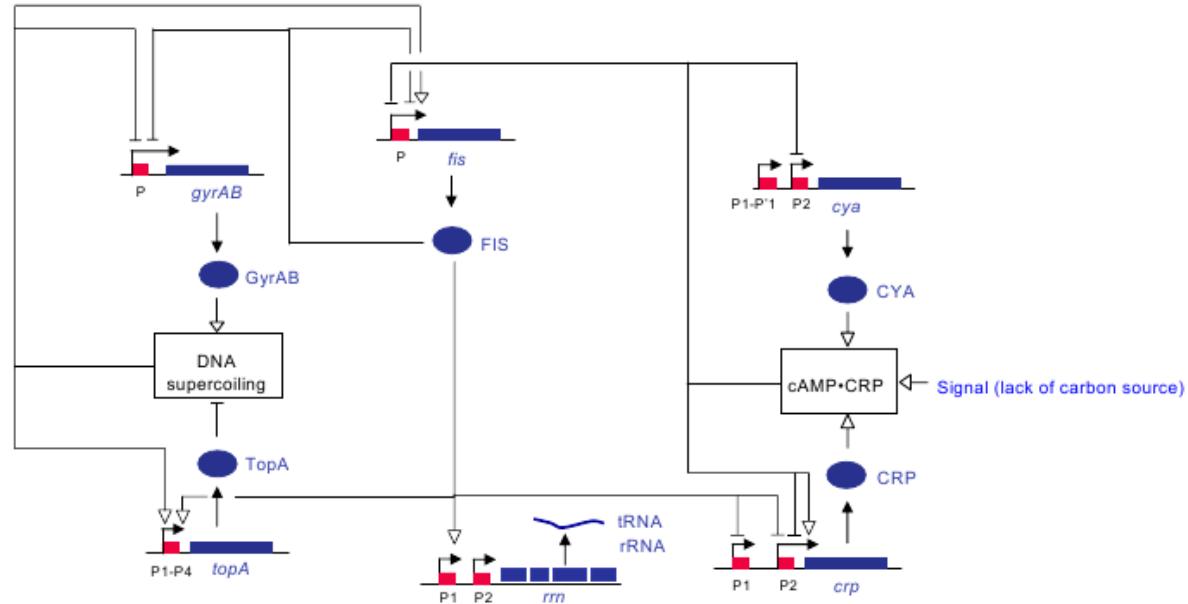 P
fis
P
gyrAB
P1-P'1
P2
cya
FIS
GyrAB
CYA
DNA
supercoiling
cAMP•CRP
Signal (lack of carbon source)
TopA
CRP
tRNA
rRNA
P1-P4
topA
P1
P2
rrn
P1
P2
crp